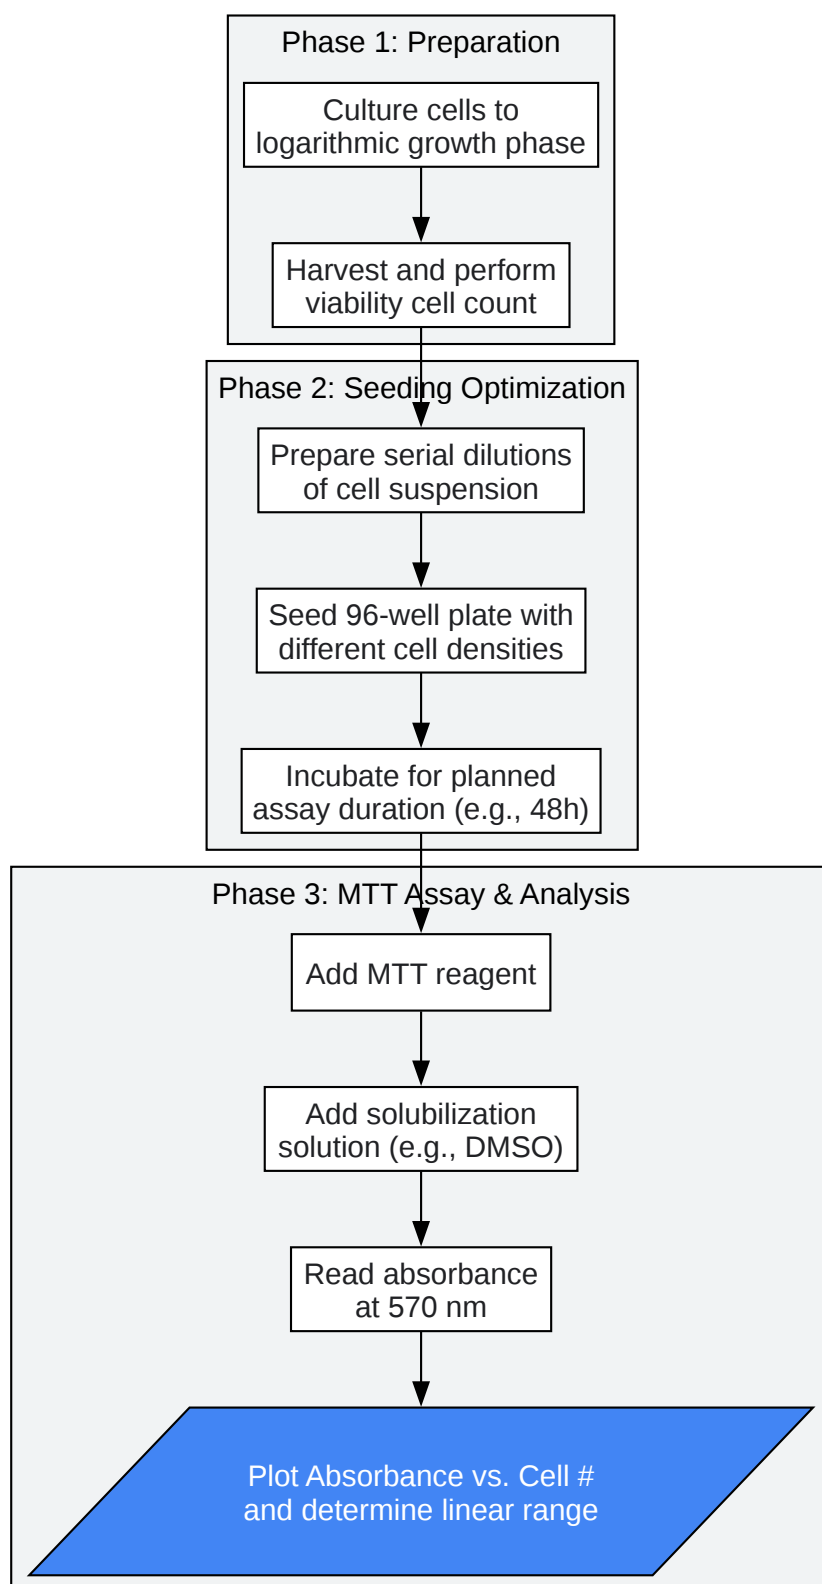 Phase 1: Preparation
Culture cells to
logarithmic growth phase
Harvest and perform
viability cell count
Phase 2: Seeding Optimization
Prepare serial dilutions
of cell suspension
Seed 96-well plate with
different cell densities
Incubate for planned
assay duration (e.g., 48h)
Phase 3: MTT Assay & Analysis
Add MTT reagent
Add solubilization
solution (e.g., DMSO)
Read absorbance
at 570 nm
Plot Absorbance vs. Cell #
and determine linear range